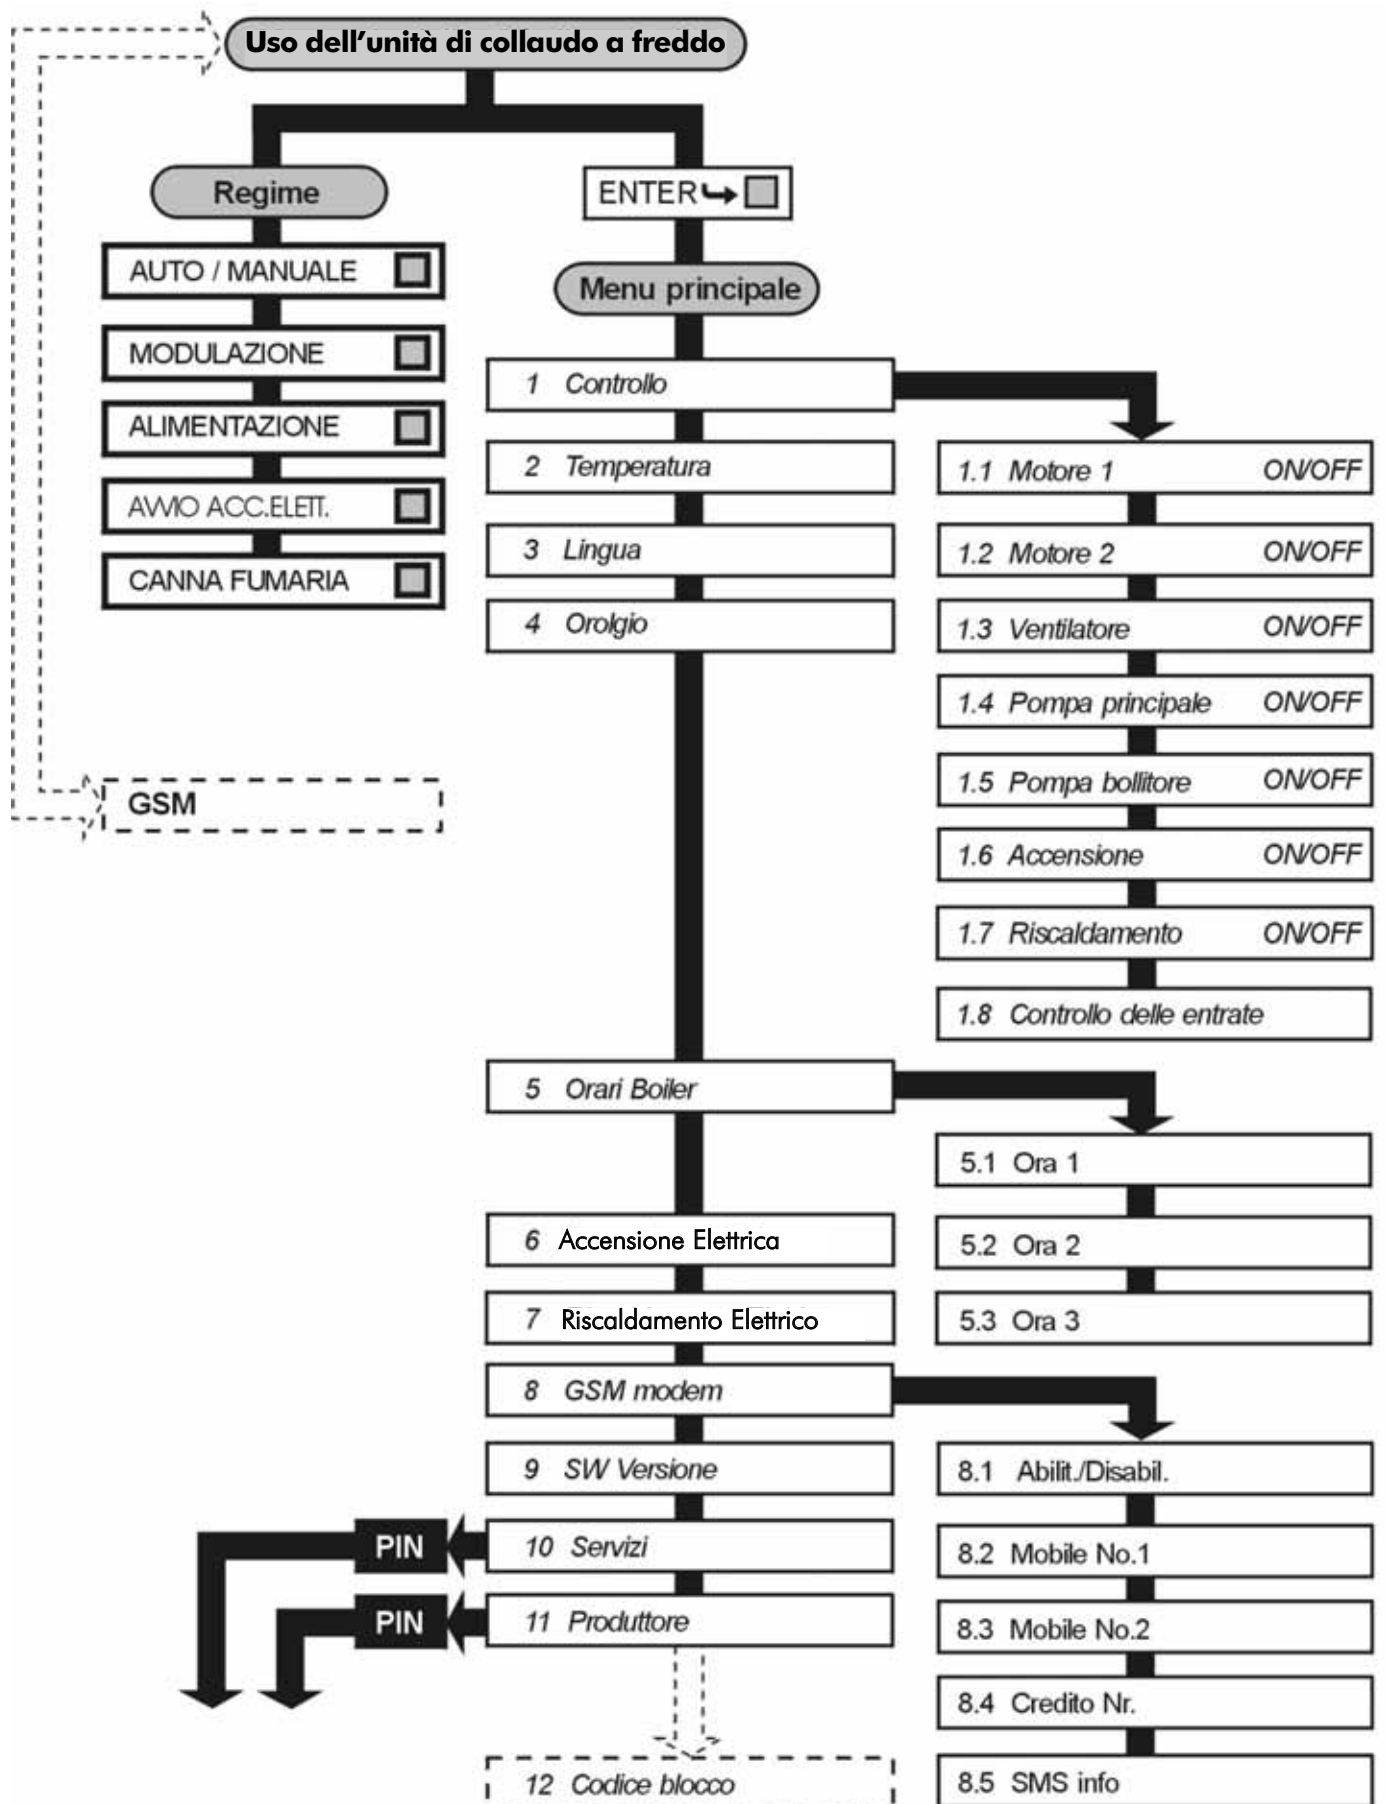 Uso dell'unità di collaudo a freddo
Regime
AUTO / MANUALE
MODULAZIONE
ALIMENTAZIONE
AVVIO ACC.ELETT.
CANNA FUMARIA
GSM
ENTER
Menu principale
1 Controllo
2 Temperatura
3 Lingua
4 Orolgio
5 Orari Boiler
6 Accensione Elettrica
7 Riscaldamento Elettrico
8 GSM modem
9 SW Versione
10 Servizi
PIN
11 Produttore
PIN
12 Codice blocco
1.1 Motore 1 ON/OFF
1.2 Motore 2 ON/OFF
1.3 Ventilatore ON/OFF
1.4 Pompa principale ON/OFF
1.5 Pompa bollitore ON/OFF
1.6 Accensione ON/OFF
1.7 Riscaldamento ON/OFF
1.8 Controllo delle entrate
5.1 Ora 1
5.2 Ora 2
5.3 Ora 3
8.1 Abilit./Disabil.
8.2 Mobile No.1
8.3 Mobile No.2
8.4 Credito Nr.
8.5 SMS info